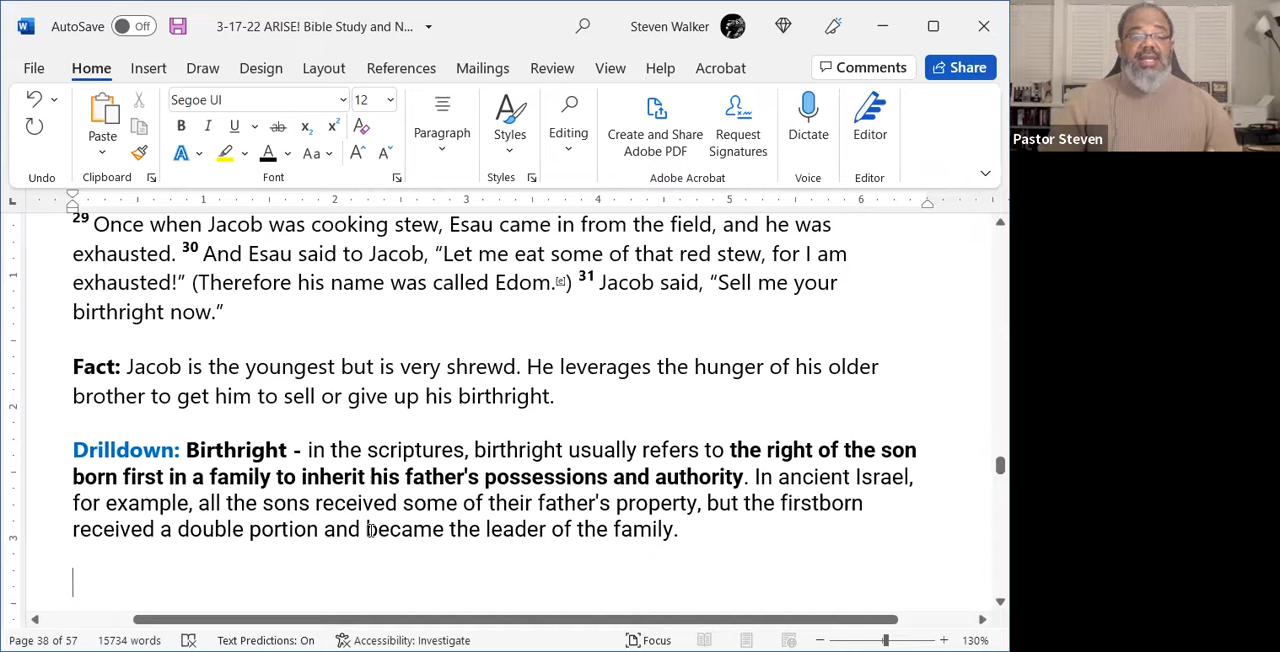 AutoSave Off 3-17-22 ARISE! Bible Study and N... Steven Walker
File Home Insert Draw Design Layout References Mailings Review View Help Acrobat Comments Share
Segoe UI 12
Paste
Paragraph Styles Editing Create and Share Adobe PDF Request Signatures Dictate Editor
Undo Clipboard Font Styles Adobe Acrobat Voice Editor
Pastor Steven
1 2 3 4 5 6
29 Once when Jacob was cooking stew, Esau came in from the field, and he was
exhausted. 30 And Esau said to Jacob, “Let me eat some of that red stew, for I am
exhausted!” (Therefore his name was called Edom.[e]) 31 Jacob said, “Sell me your
birthright now.”
Fact: Jacob is the youngest but is very shrewd. He leverages the hunger of his older
brother to get him to sell or give up his birthright.
Drilldown: Birthright - in the scriptures, birthright usually refers to the right of the son
born first in a family to inherit his father's possessions and authority. In ancient Israel,
for example, all the sons received some of their father's property, but the firstborn
received a double portion and became the leader of the family.
Page 38 of 57 15734 words Text Predictions: On Accessibility: Investigate Focus 130%